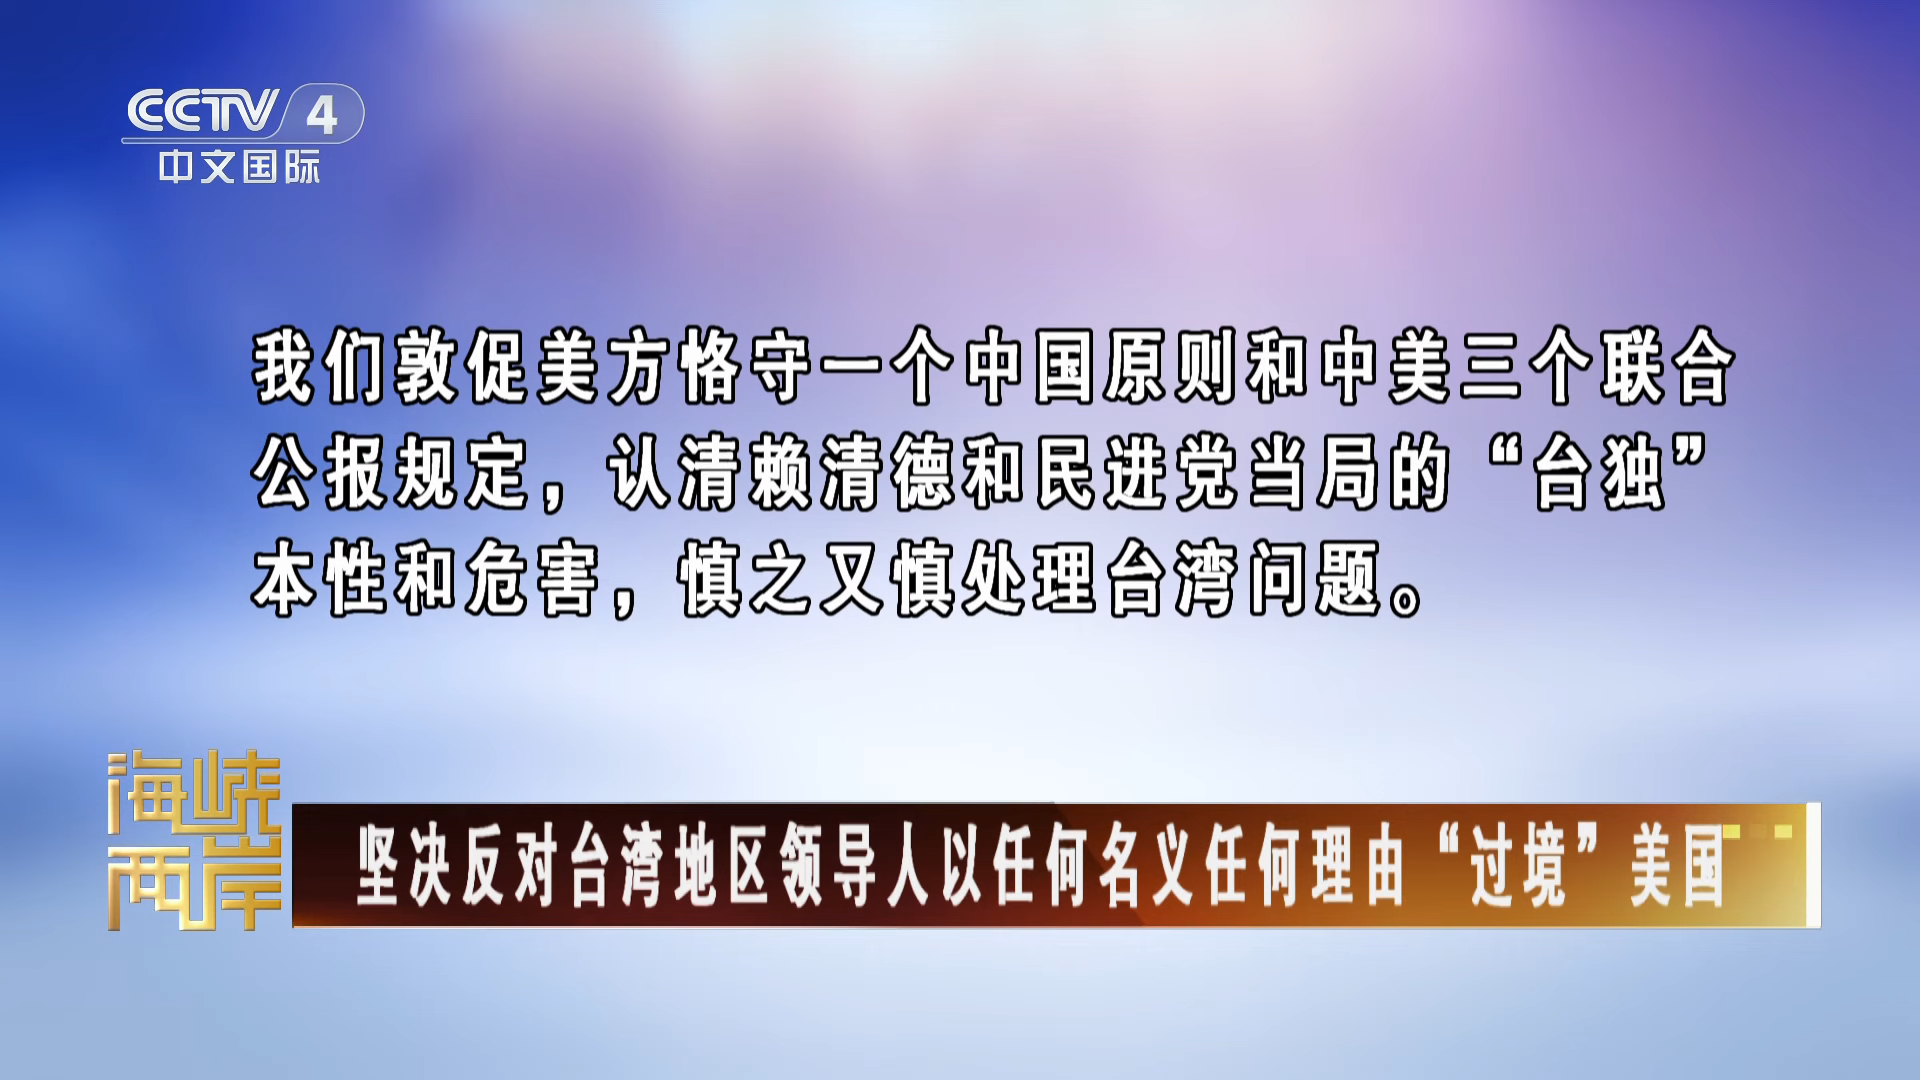 CCTV 4
中文国际
我们敦促美方恪守一个中国原则和中美三个联合
公报规定，认清赖清德和民进党当局的“台独”
本性和危害，慎之又慎处理台湾问题。
海峡
两岸
坚决反对台湾地区领导人以任何名义任何理由“过境”美国